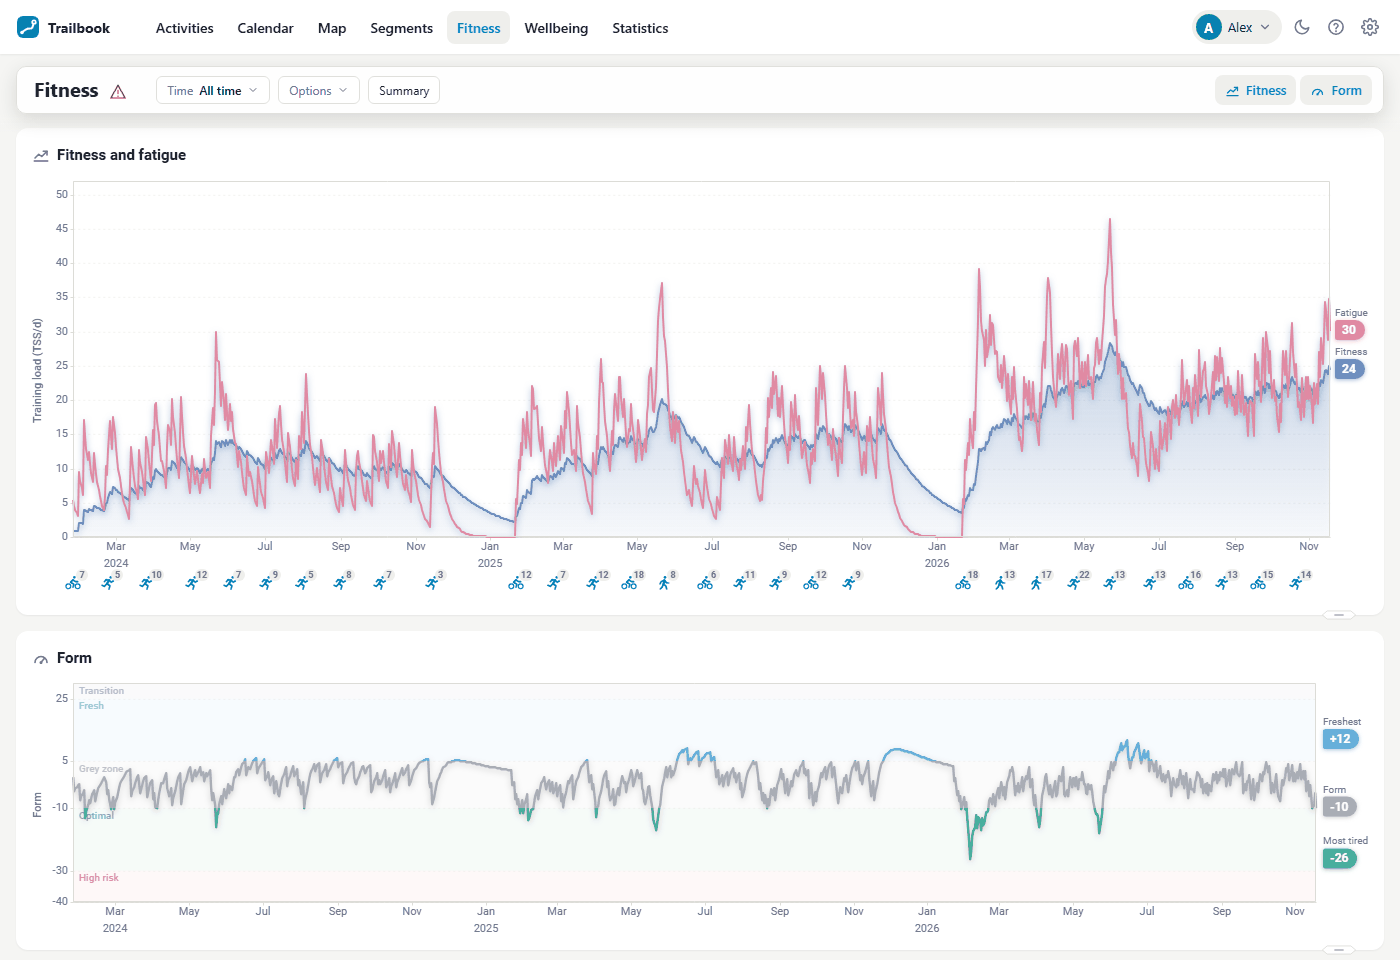 Trailbook
Activities
Calendar
Map
Segments
Fitness
Wellbeing
Statistics
A
Alex
Fitness
Time All time
Options
Summary
Fitness
Form
Fitness and fatigue
Training load (TSS/d)
50
45
40
35
30
25
20
15
10
5
0
Fatigue
30
Fitness
24
Mar May Jul Sep Nov Jan Mar May Jul Sep Nov Jan Mar May Jul Sep Nov
2024 2025 2026
7 5 10 12 7 9 5 8 7 3 12 7 12 18 8 6 11 9 12 9 18 13 17 22 13 13 16 13 15 14
Form
Form
25
5
-10
-30
-40
Transition
Fresh
Grey zone
Optimal
High risk
Freshest
+12
Form
-10
Most tired
-26
Mar May Jul Sep Nov Jan Mar May Jul Sep Nov Jan Mar May Jul Sep Nov
2024 2025 2026